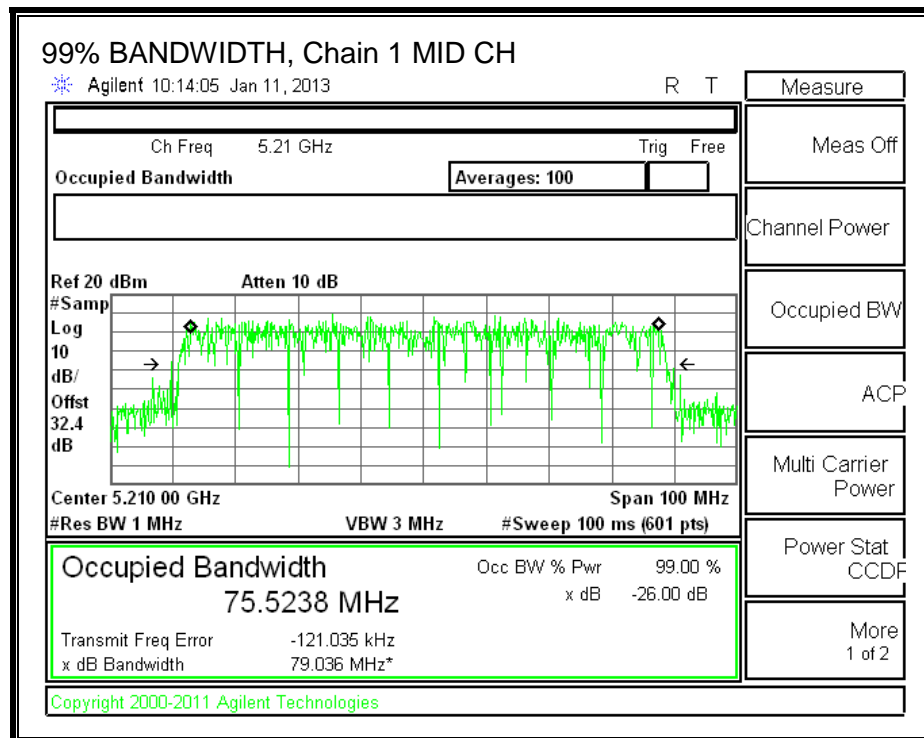 99% BANDWIDTH, Chain 1 MID CH
Agilent 10:14:05 Jan 11, 2013 R T
Measure
Ch Freq 5.21 GHz Trig Free
Meas Off
Occupied Bandwidth Averages: 100
Channel Power
Ref 20 dBm Atten 10 dB
#Samp
Log
10
dB/
Offst
32.4
dB
Occupied BW
ACP
Center 5.210 00 GHz Span 100 MHz
#Res BW 1 MHz VBW 3 MHz #Sweep 100 ms (601 pts)
Multi Carrier
Power
Occupied Bandwidth
75.5238 MHz
Occ BW % Pwr 99.00 %
x dB -26.00 dB
Power Stat
CCDF
Transmit Freq Error -121.035 kHz
x dB Bandwidth 79.036 MHz*
More
1 of 2
Copyright 2000-2011 Agilent Technologies